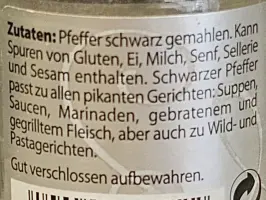 Zutaten: Pfeffer schwarz gemahlen. Kann
Spuren von Gluten, Ei, Milch, Senf, Sellerie
und Sesam enthalten. Schwarzer Pfeffer
passt zu allen pikanten Gerichten: Suppen,
Saucen, Marinaden, gebratenem und
gegrilltem Fleisch, aber auch zu Wild- und
Pastagerichten.
Gut verschlossen aufbewahren.